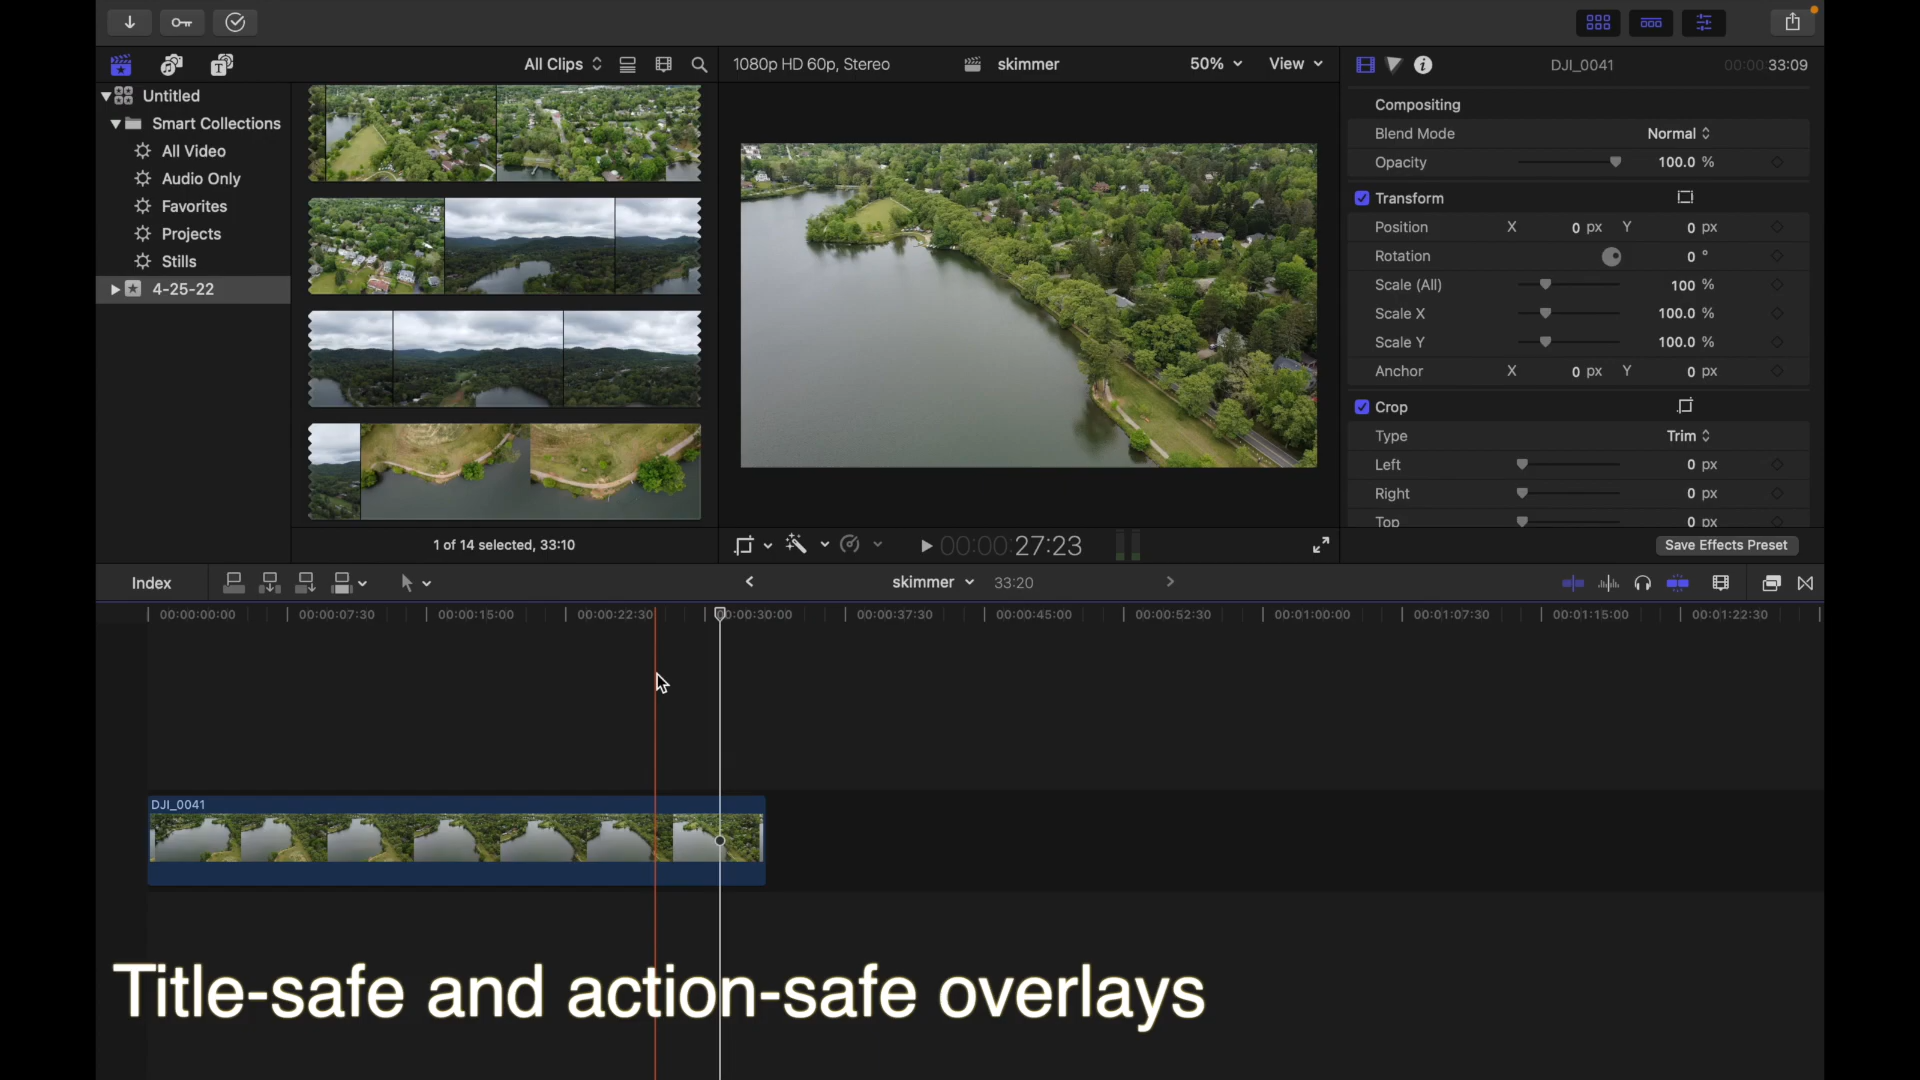 All Clips
1080p HD 60p, Stereo
skimmer
50%
View
DJI_0041
00:00:33:09
Untitled
Smart Collections
All Video
Audio Only
Favorites
Projects
Stills
4-25-22
1 of 14 selected, 33:10
00:00:00:27:23
Compositing
Blend Mode Normal
Opacity 100.0 %
Transform
Position X 0 px Y 0 px
Rotation 0 °
Scale (All) 100 %
Scale X 100.0 %
Scale Y 100.0 %
Anchor X 0 px Y 0 px
Crop
Type Trim
Left 0 px
Right 0 px
Top 0 px
Save Effects Preset
Index
skimmer
33:20
00:00:00:00
00:00:07:30
00:00:15:00
00:00:22:30
00:00:30:00
00:00:37:30
00:00:45:00
00:00:52:30
00:01:00:00
00:01:07:30
00:01:15:00
00:01:22:30
DJI_0041
Title-safe and action-safe overlays